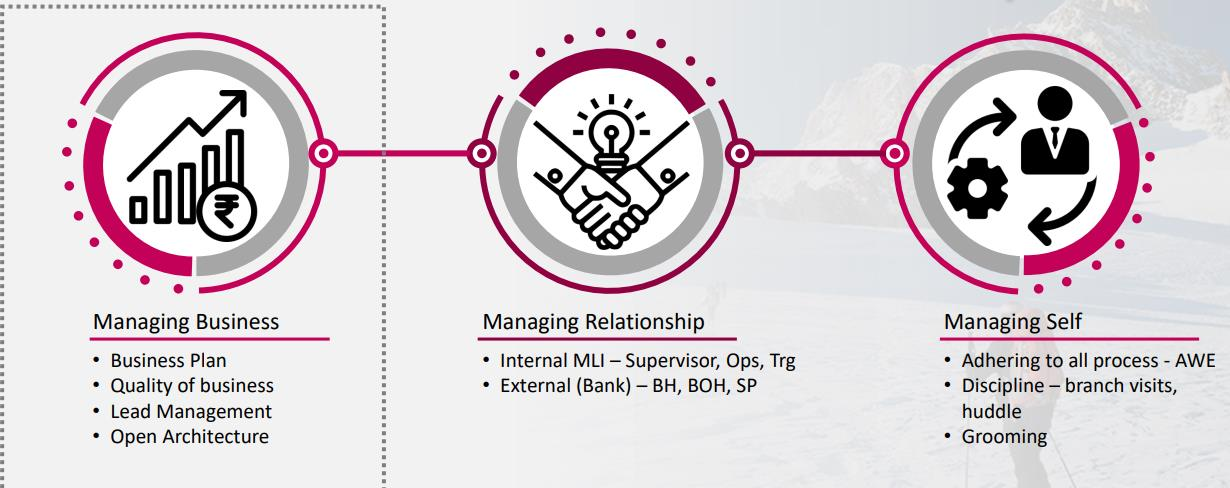 Managing Business
• Business Plan
• Quality of business
• Lead Management
• Open Architecture
Managing Relationship
• Internal MLI – Supervisor, Ops, Trg
• External (Bank) – BH, BOH, SP
Managing Self
• Adhering to all process - AWE
• Discipline – branch visits,
huddle
• Grooming
₹